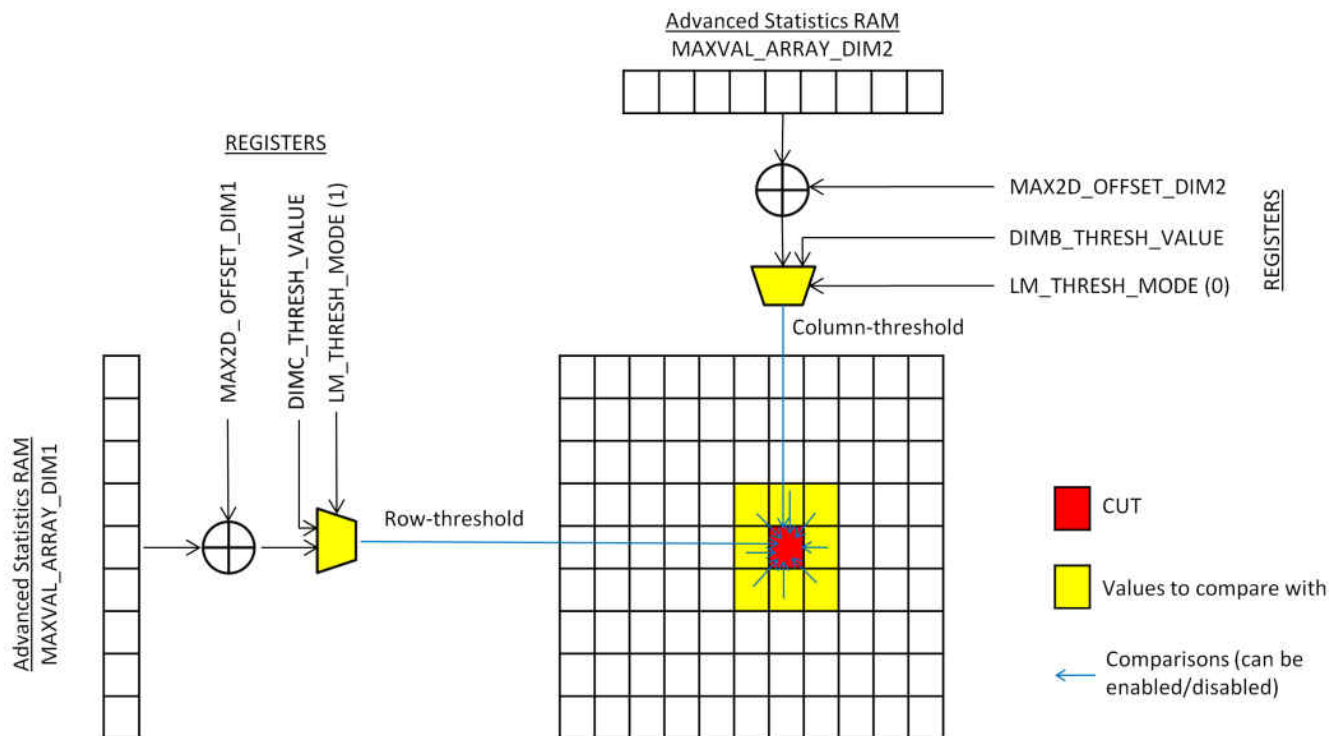 Advanced Statistics RAM
MAXVAL_ARRAY_DIM2
REGISTERS
MAX2D_ OFFSET_DIM1
DIMC_THRESH_VALUE
LM_THRESH_MODE (1)
MAX2D_OFFSET_DIM2
DIMB_THRESH_VALUE
LM_THRESH_MODE (0)
REGISTERS
Column-threshold
Advanced Statistics RAM
MAXVAL_ARRAY_DIM1
Row-threshold
CUT
Values to compare with
Comparisons (can be
enabled/disabled)